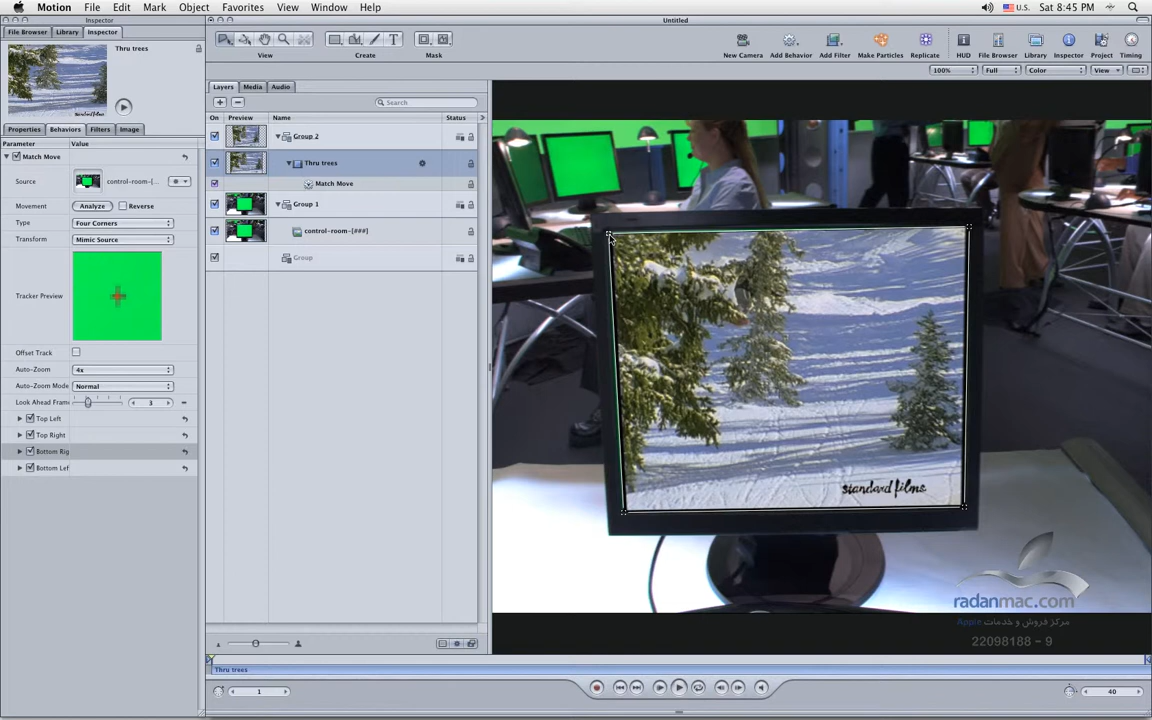 Motion File Edit Mark Object Favorites View Window Help
U.S. Sat 8:45 PM
Inspector
Untitled
File Browser Library Inspector
Thru trees
View Create Mask
New Camera Add Behavior Add Filter Make Particles Replicate HUD File Browser Library Inspector Project Timing
100% Full Color View
Layers Media Audio
Search
On Preview Name Status
Group 2
Thru trees
Match Move
Group 1
control-room-[###]
Group
Properties Behaviors Filters Image
Parameter Value
Match Move
Source control-room-[...
Movement Analyze Reverse
Type Four Corners
Transform Mimic Source
Tracker Preview
Offset Track
Auto-Zoom 4x
Auto-Zoom Mode Normal
Look Ahead Fram 3
Top Left
Top Right
Bottom Rig
Bottom Lef
standard films
radanmac.com
مرکز فروش و خدمات Apple
22098188 - 9
Thru trees
1
40